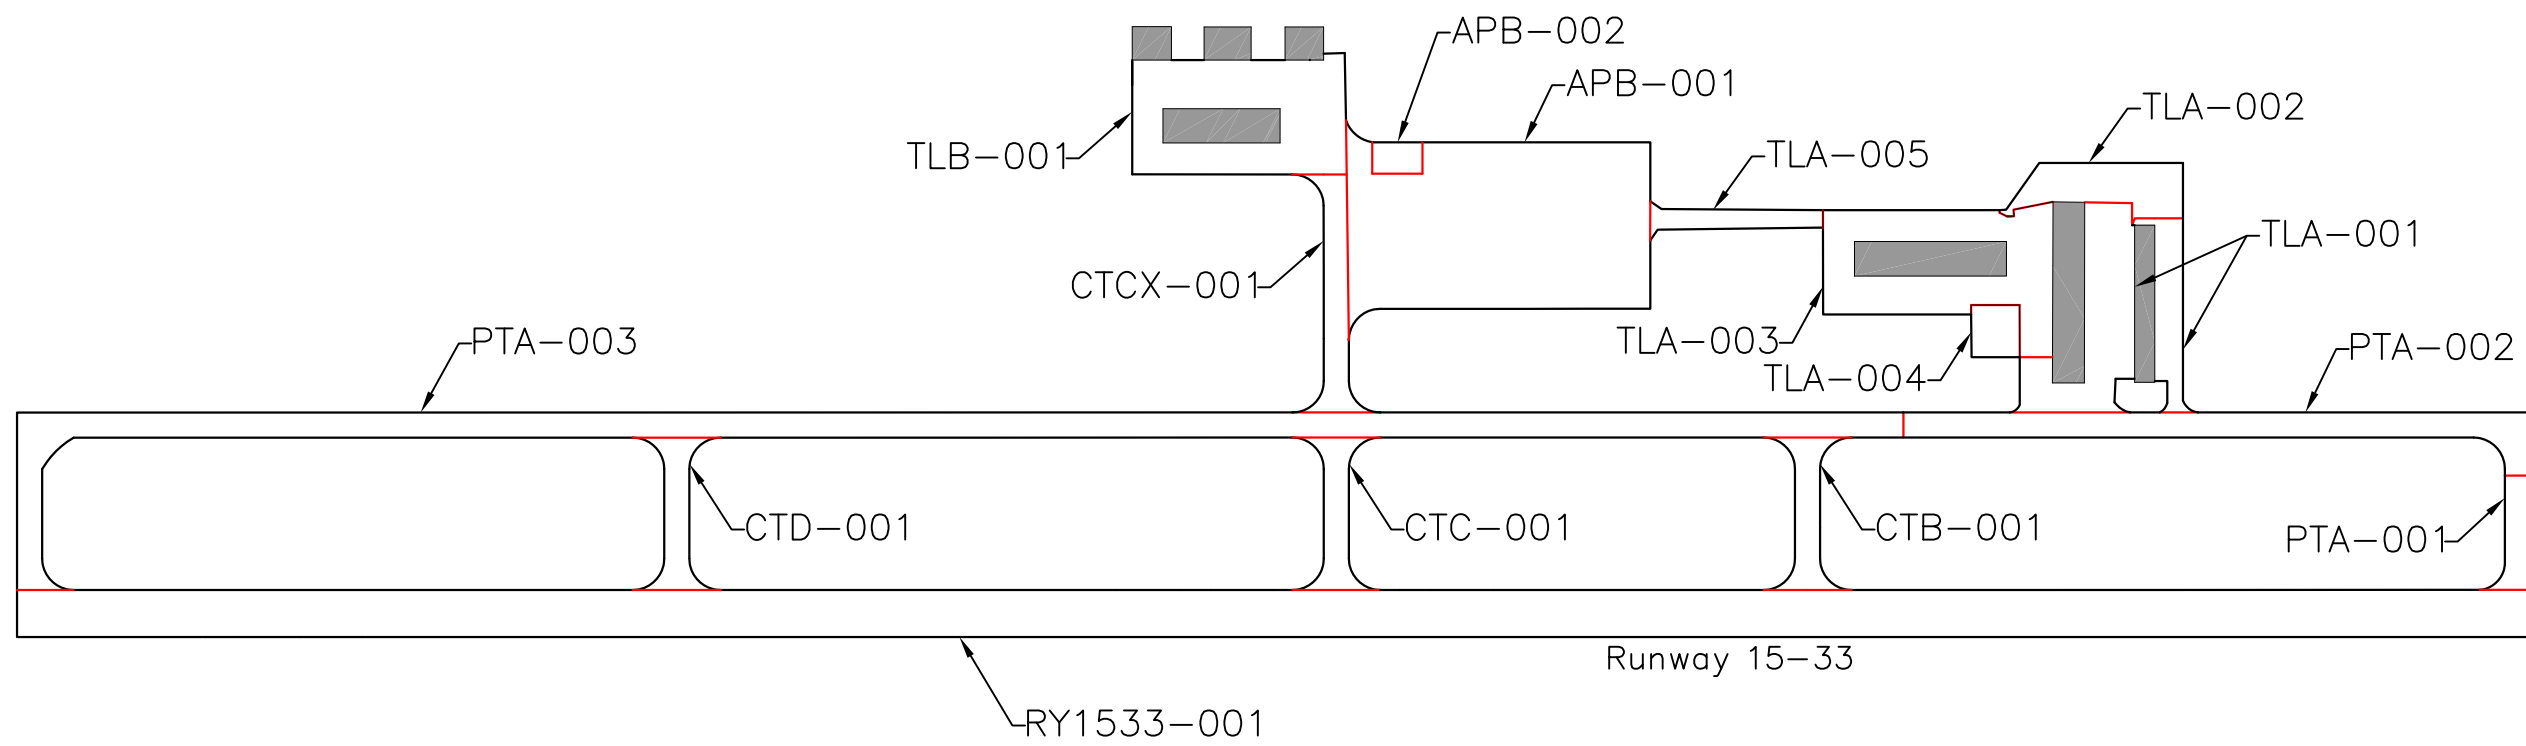 APB-002
APB-001
TLA-002
TLB-001
TLA-005
TLA-001
CTCX-001
PTA-003
TLA-003
PTA-002
TLA-004
CTD-001
CTC-001
CTB-001
PTA-001
Runway 15-33
RY1533-001